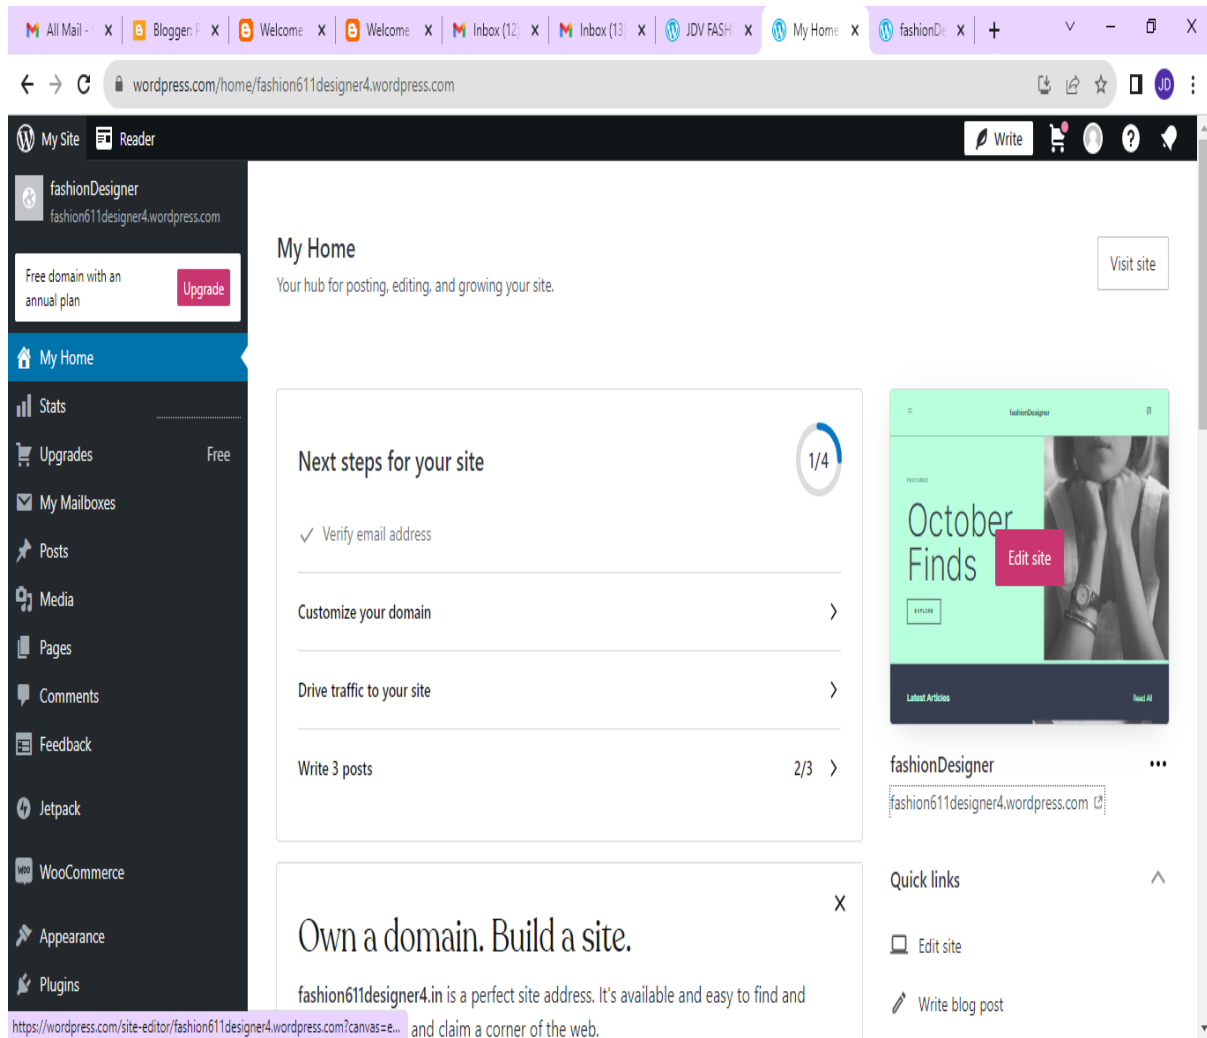 All Mail -
Blogger: P
Welcome
Welcome
Inbox (12)
Inbox (13)
JDV FASH
My Home
fashionDe
wordpress.com/home/fashion611designer4.wordpress.com
JD
My Site
Reader
Write
fashionDesigner
fashion611designer4.wordpress.com
Free domain with an
annual plan
Upgrade
My Home
Stats
Upgrades Free
My Mailboxes
Posts
Media
Pages
Comments
Feedback
Jetpack
WooCommerce
Appearance
Plugins
https://wordpress.com/site-editor/fashion611designer4.wordpress.com?canvas=e...
My Home
Your hub for posting, editing, and growing your site.
Visit site
Next steps for your site
1/4
Verify email address
Customize your domain
Drive traffic to your site
Write 3 posts 2/3
Own a domain. Build a site.
fashion611designer4.in is a perfect site address. It's available and easy to find and
and claim a corner of the web.
fashionDesigner
FEATURED
October
Finds
EXPLORE
Edit site
Latest Articles Read All
fashionDesigner
fashion611designer4.wordpress.com
Quick links
Edit site
Write blog post